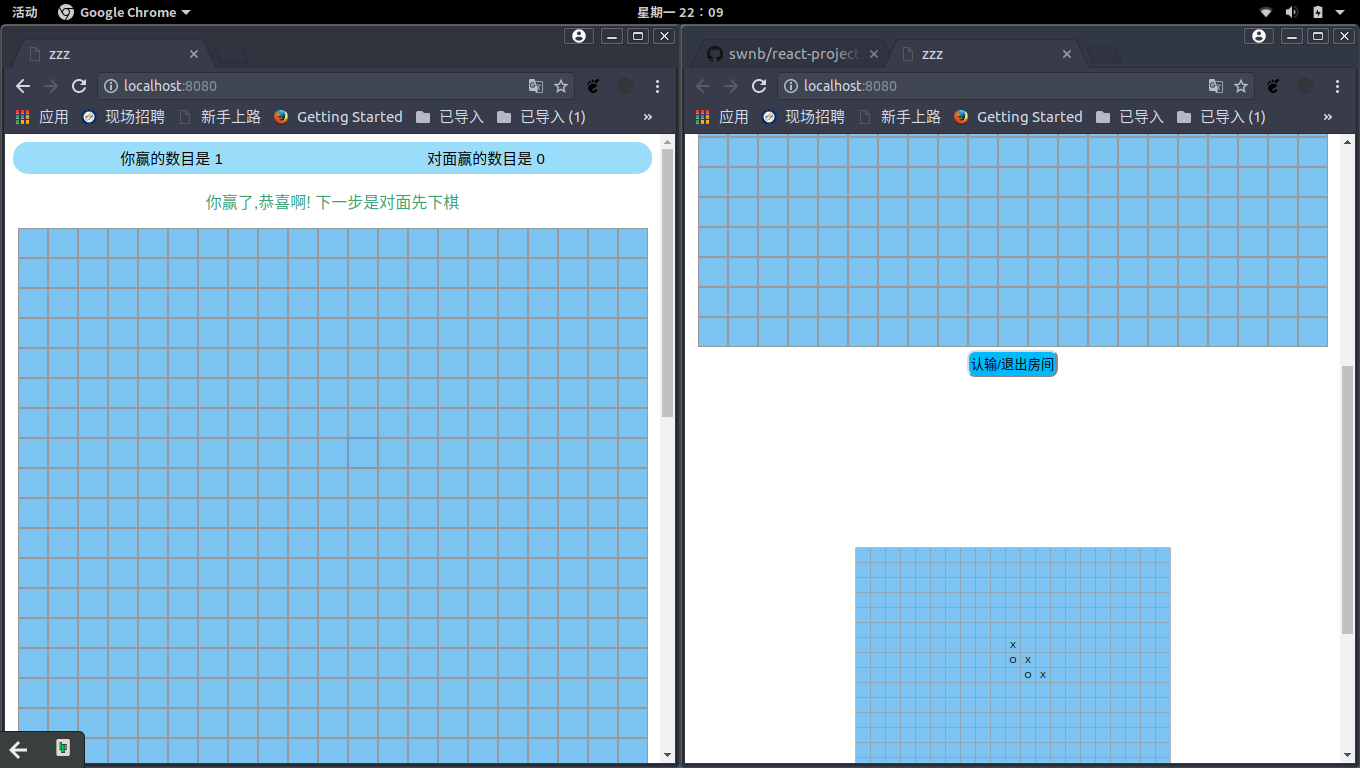 活动 Google Chrome 星期一 22：09
zzz
localhost:8080
应用 现场招聘 新手上路 Getting Started 已导入 已导入 (1) »
你赢的数目是 1 对面赢的数目是 0
你赢了,恭喜啊! 下一步是对面先下棋
swnb/react-project zzz
localhost:8080
应用 现场招聘 新手上路 Getting Started 已导入 已导入 (1) »
认输/退出房间
X
O X
O X